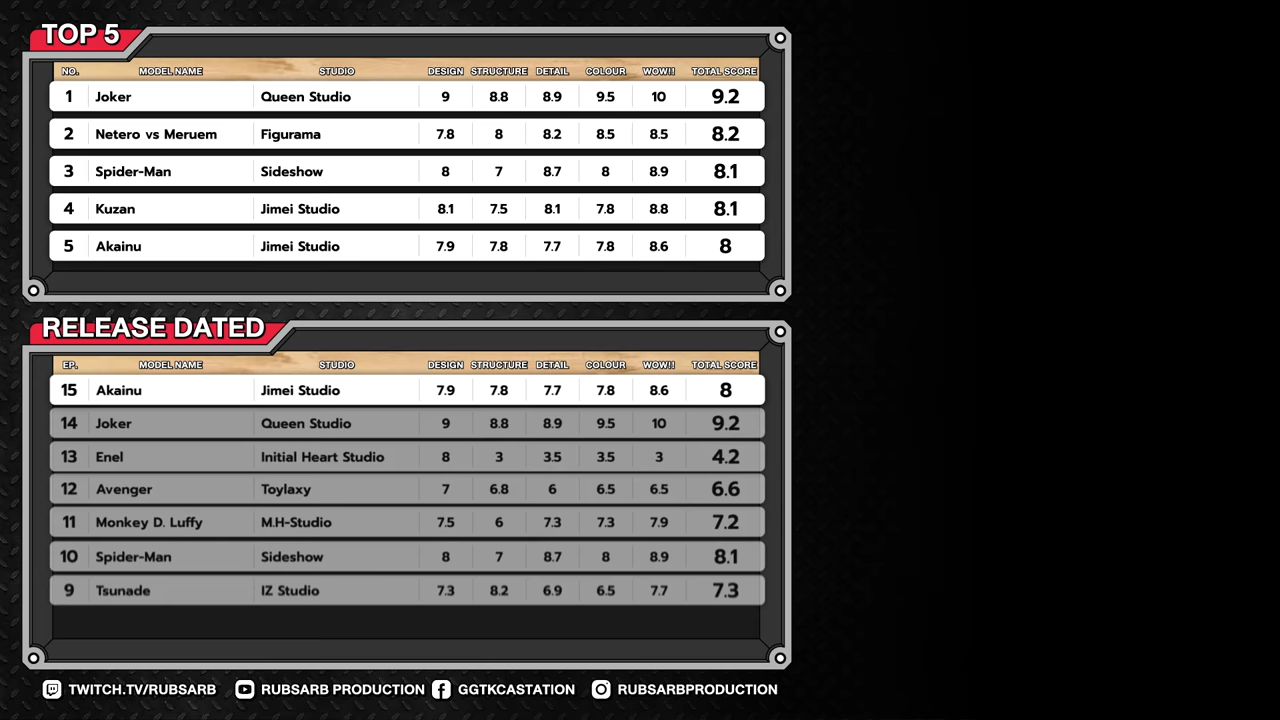 TOP 5
NO. MODEL NAME STUDIO DESIGN STRUCTURE DETAIL COLOUR WOW!! TOTAL SCORE
1 Joker Queen Studio 9 8.8 8.9 9.5 10 9.2
2 Netero vs Meruem Figurama 7.8 8 8.2 8.5 8.5 8.2
3 Spider-Man Sideshow 8 7 8.7 8 8.9 8.1
4 Kuzan Jimei Studio 8.1 7.5 8.1 7.8 8.8 8.1
5 Akainu Jimei Studio 7.9 7.8 7.7 7.8 8.6 8
RELEASE DATED
EP. MODEL NAME STUDIO DESIGN STRUCTURE DETAIL COLOUR WOW!! TOTAL SCORE
15 Akainu Jimei Studio 7.9 7.8 7.7 7.8 8.6 8
14 Joker Queen Studio 9 8.8 8.9 9.5 10 9.2
13 Enel Initial Heart Studio 8 3 3.5 3.5 3 4.2
12 Avenger Toylaxy 7 6.8 6 6.5 6.5 6.6
11 Monkey D. Luffy M.H-Studio 7.5 6 7.3 7.3 7.9 7.2
10 Spider-Man Sideshow 8 7 8.7 8 8.9 8.1
9 Tsunade IZ Studio 7.3 8.2 6.9 6.5 7.7 7.3
TWITCH.TV/RUBSARB RUBSARB PRODUCTION GGTKCASTATION RUBSARBPRODUCTION